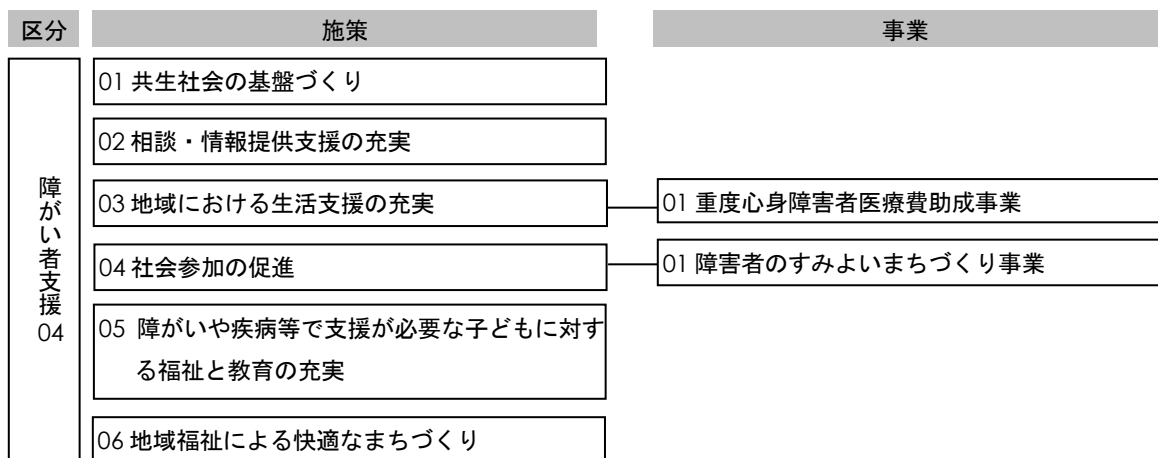 区分 施策 事業
01 共生社会の基盤づくり
02 相談・情報提供支援の充実
障がい者支援 04
03 地域における生活支援の充実
01 重度心身障害者医療費助成事業
04 社会参加の促進
01 障害者のすみよいまちづくり事業
05 障がいや疾病等で支援が必要な子どもに対す
る福祉と教育の充実
06 地域福祉による快適なまちづくり